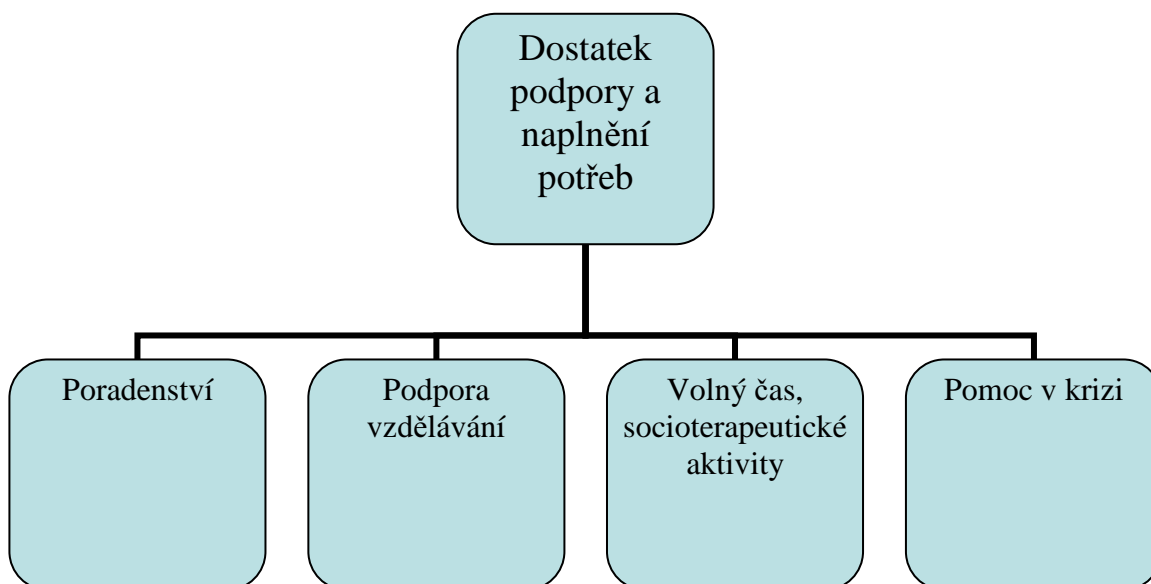 Dostatek
podpory a
naplnění
potřeb
Poradenství
Podpora
vzdělávání
Volný čas,
socioterapeutické
aktivity
Pomoc v krizi